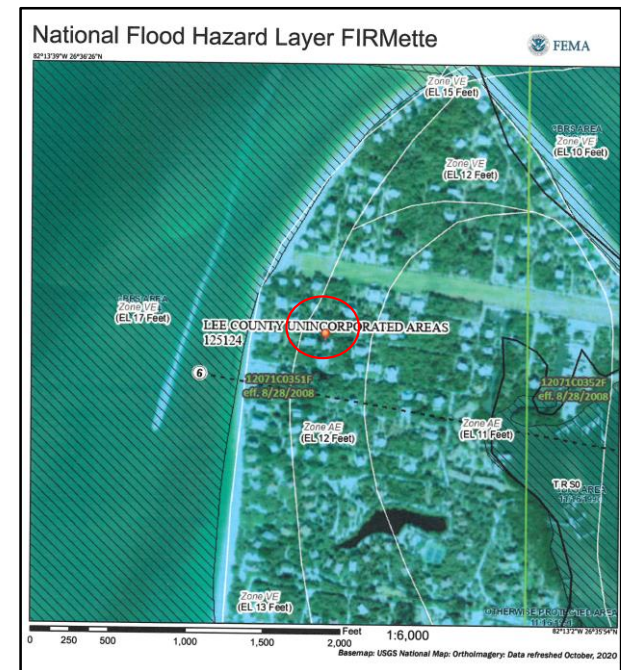 National Flood Hazard Layer FIRMette
FEMA
82°13'39"W 26°36'26"N
Zone VE
(EL 15 Feet)
Zone VE
(EL 10 Feet)
Zone VE
(EL 12 Feet)
Zone VE
(EL 17 Feet)
LEE COUNTY UNINCORPORATED AREAS
125124
6
12071C0351F
eff. 8/28/2008
12071C0352F
eff. 8/28/2008
Zone AE
(EL 12 Feet)
Zone AE
(EL 11 Feet)
Zone VE
(EL 13 Feet)
OTHERWISE PROTECTED AREA
82°13'2"W 26°35'54"N
0 250 500 1,000 1,500 2,000 Feet 1:6,000
Basemap: USGS National Map: Orthoimagery: Data refreshed October, 2020